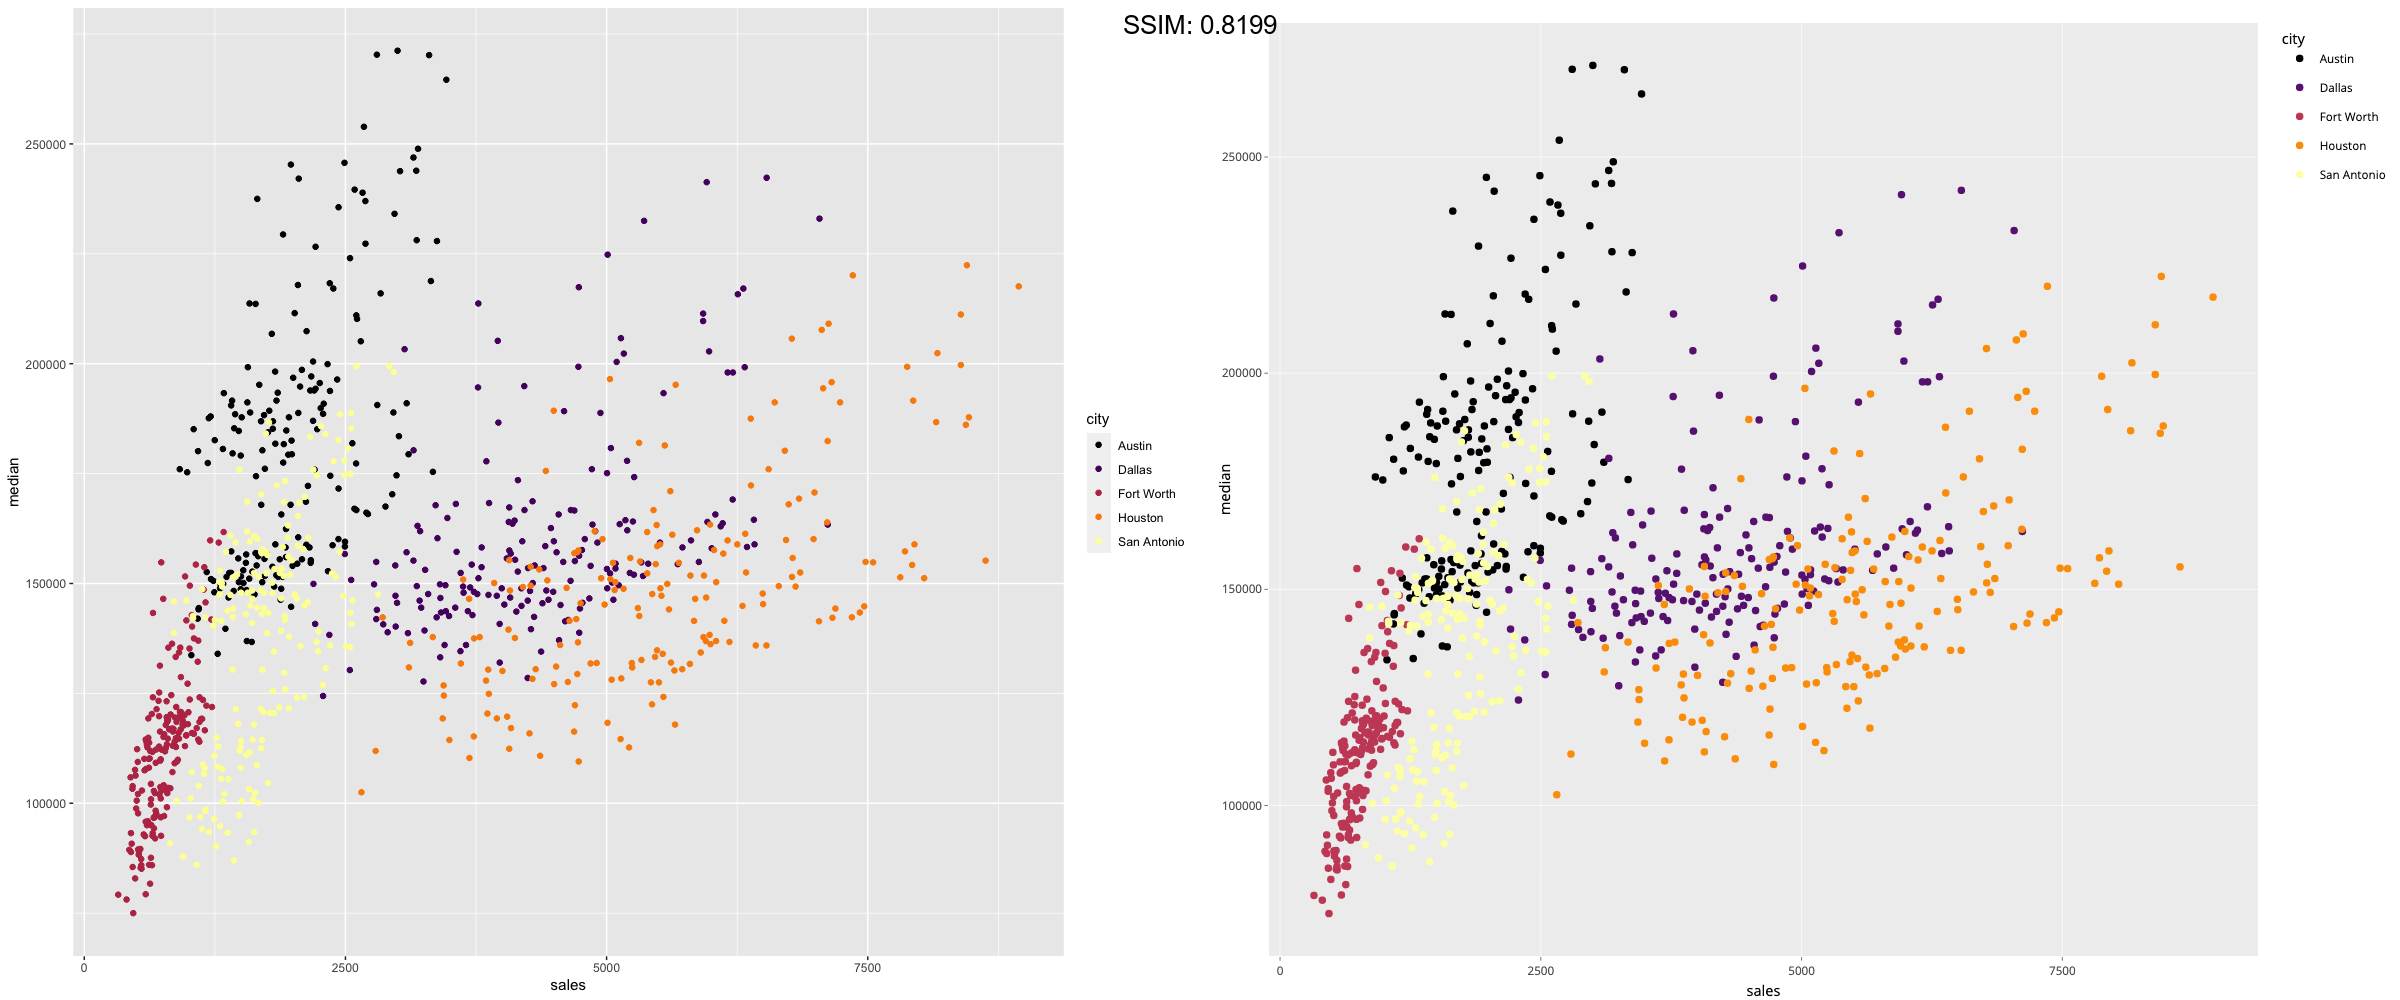 median
250000
200000
150000
100000
0
2500
5000
7500
sales
city
Austin
Dallas
Fort Worth
Houston
San Antonio
SSIM: 0.8199
median
250000
200000
150000
100000
0
2500
5000
7500
sales
city
Austin
Dallas
Fort Worth
Houston
San Antonio